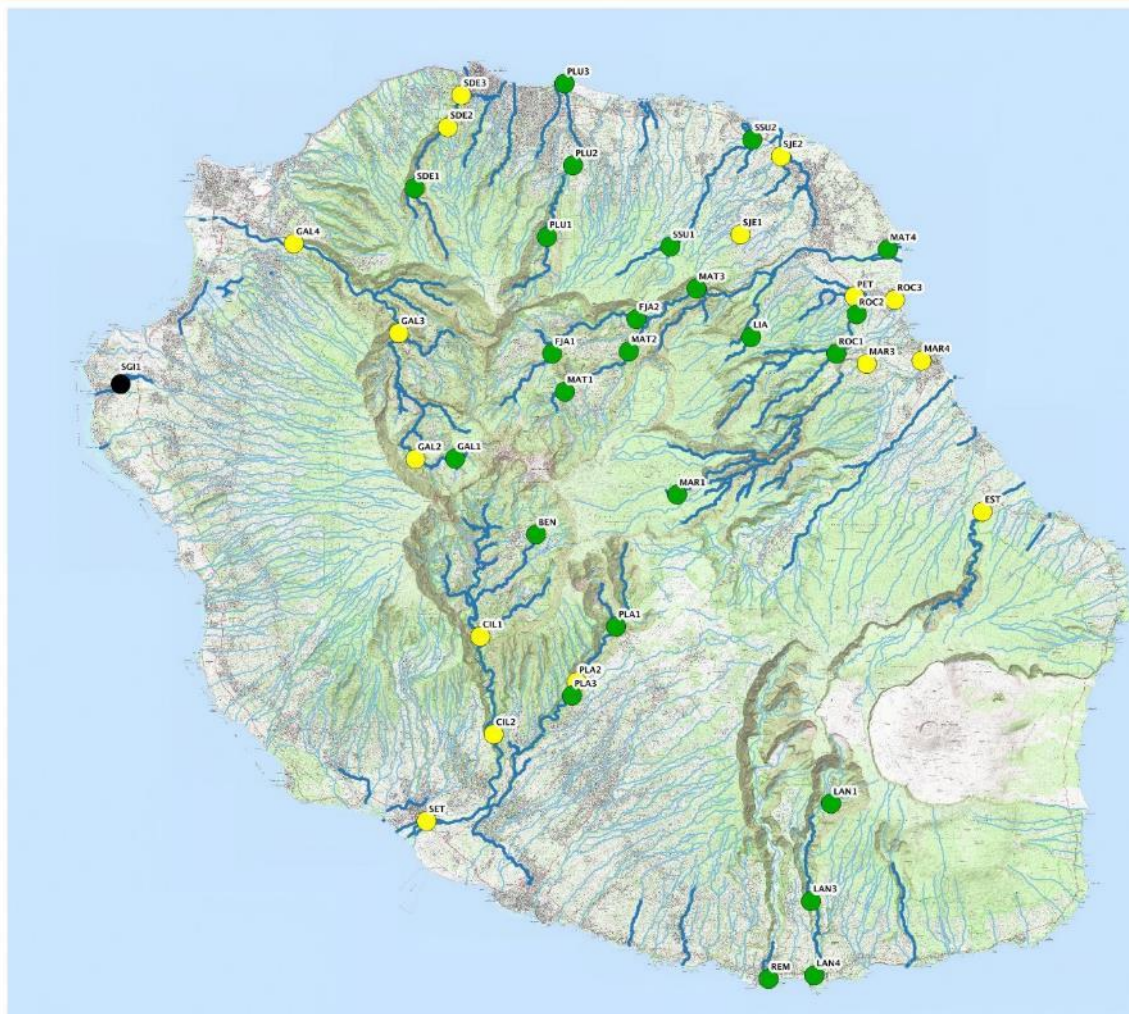 PLU3
SDE3
SDE2
SSU2
SJE2
PLU2
SDE1
PLU1
SJE1
GAL4
SSU1
MAT4
MAT3
PET
ROC3
ROC2
FJA2
GAL3
LIA
FJA1
MAT2
ROC1
MAR3
MAR4
SGI1
MAT1
GAL2
GAL1
MAR1
EST
BEN
PLA1
CIL1
PLA2
PLA3
CIL2
LAN1
SET
LAN3
REM
LAN4